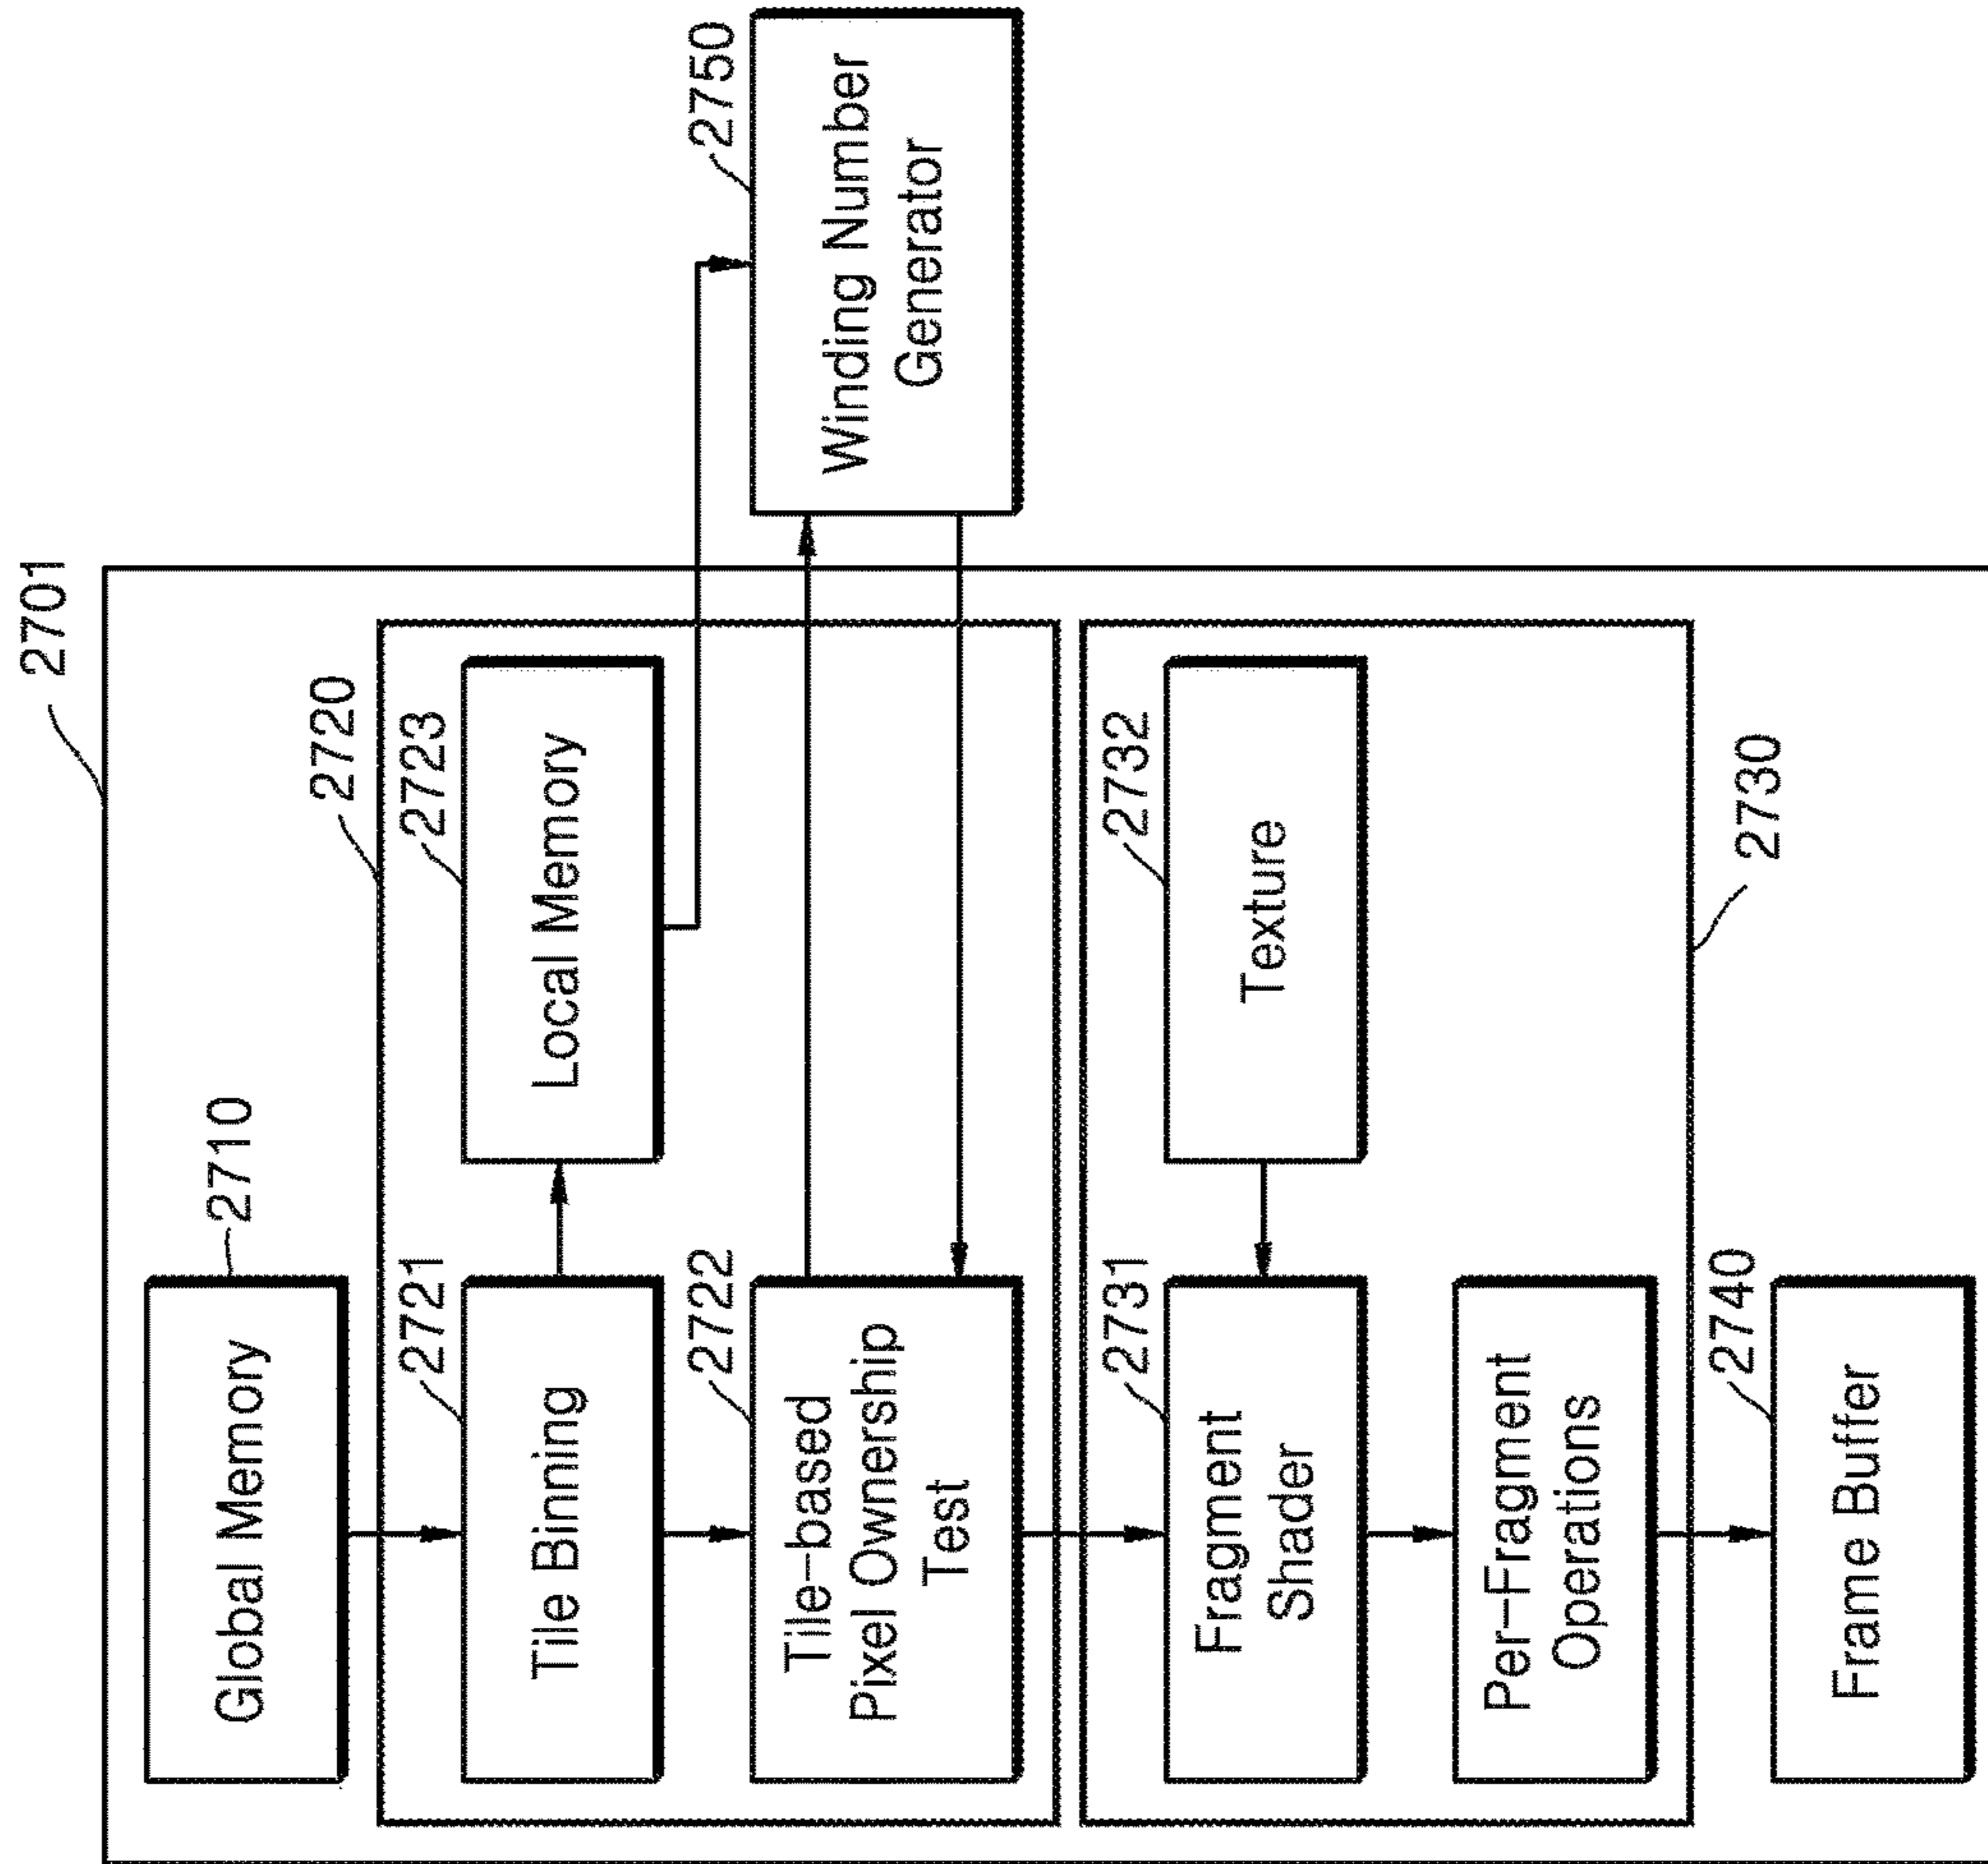 2701
2710
Global Memory
2720
2721
Tile Binning
2723
Local Memory
2722
Tile-based
Pixel Ownership
Test
2750
Winding Number
Generator
2731
Fragment
Shader
2732
Texture
Per-Fragment
Operations
2730
2740
Frame Buffer